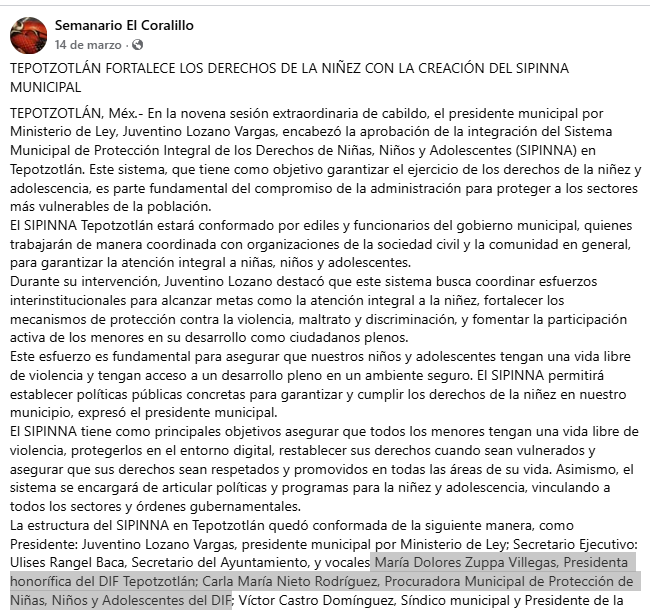 Semanario El Coralillo
14 de marzo ·
TEPOTZOTLÁN FORTALECE LOS DERECHOS DE LA NIÑEZ CON LA CREACIÓN DEL SIPINNA
MUNICIPAL
TEPOTZOTLÁN, Méx.- En la novena sesión extraordinaria de cabildo, el presidente municipal por
Ministerio de Ley, Juventino Lozano Vargas, encabezó la aprobación de la integración del Sistema
Municipal de Protección Integral de los Derechos de Niñas, Niños y Adolescentes (SIPINNA) en
Tepotzotlán. Este sistema, que tiene como objetivo garantizar el ejercicio de los derechos de la niñez y
adolescencia, es parte fundamental del compromiso de la administración para proteger a los sectores
más vulnerables de la población.
El SIPINNA Tepotzotlán estará conformado por ediles y funcionarios del gobierno municipal, quienes
trabajarán de manera coordinada con organizaciones de la sociedad civil y la comunidad en general,
para garantizar la atención integral a niñas, niños y adolescentes.
Durante su intervención, Juventino Lozano destacó que este sistema busca coordinar esfuerzos
interinstitucionales para alcanzar metas como la atención integral a la niñez, fortalecer los
mecanismos de protección contra la violencia, maltrato y discriminación, y fomentar la participación
activa de los menores en su desarrollo como ciudadanos plenos.
Este esfuerzo es fundamental para asegurar que nuestros niños y adolescentes tengan una vida libre
de violencia y tengan acceso a un desarrollo pleno en un ambiente seguro. El SIPINNA permitirá
establecer políticas públicas concretas para garantizar y cumplir los derechos de la niñez en nuestro
municipio, expresó el presidente municipal.
El SIPINNA tiene como principales objetivos asegurar que todos los menores tengan una vida libre de
violencia, protegerlos en el entorno digital, restablecer sus derechos cuando sean vulnerados y
asegurar que sus derechos sean respetados y promovidos en todas las áreas de su vida. Asimismo, el
sistema se encargará de articular políticas y programas para la niñez y adolescencia, vinculando a
todos los sectores y órdenes gubernamentales.
La estructura del SIPINNA en Tepotzotlán quedó conformada de la siguiente manera, como
Presidente: Juventino Lozano Vargas, presidente municipal por Ministerio de Ley; Secretario Ejecutivo:
Ulises Rangel Baca, Secretario del Ayuntamiento, y vocales María Dolores Zuppa Villegas, Presidenta
honorífica del DIF Tepotzotlán; Carla María Nieto Rodríguez, Procuradora Municipal de Protección de
Niñas, Niños y Adolescentes del DIF; Víctor Castro Domínguez, Síndico municipal y Presidente de la